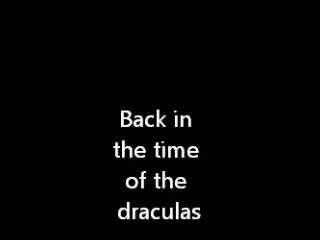 Back in
the time
of the
draculas